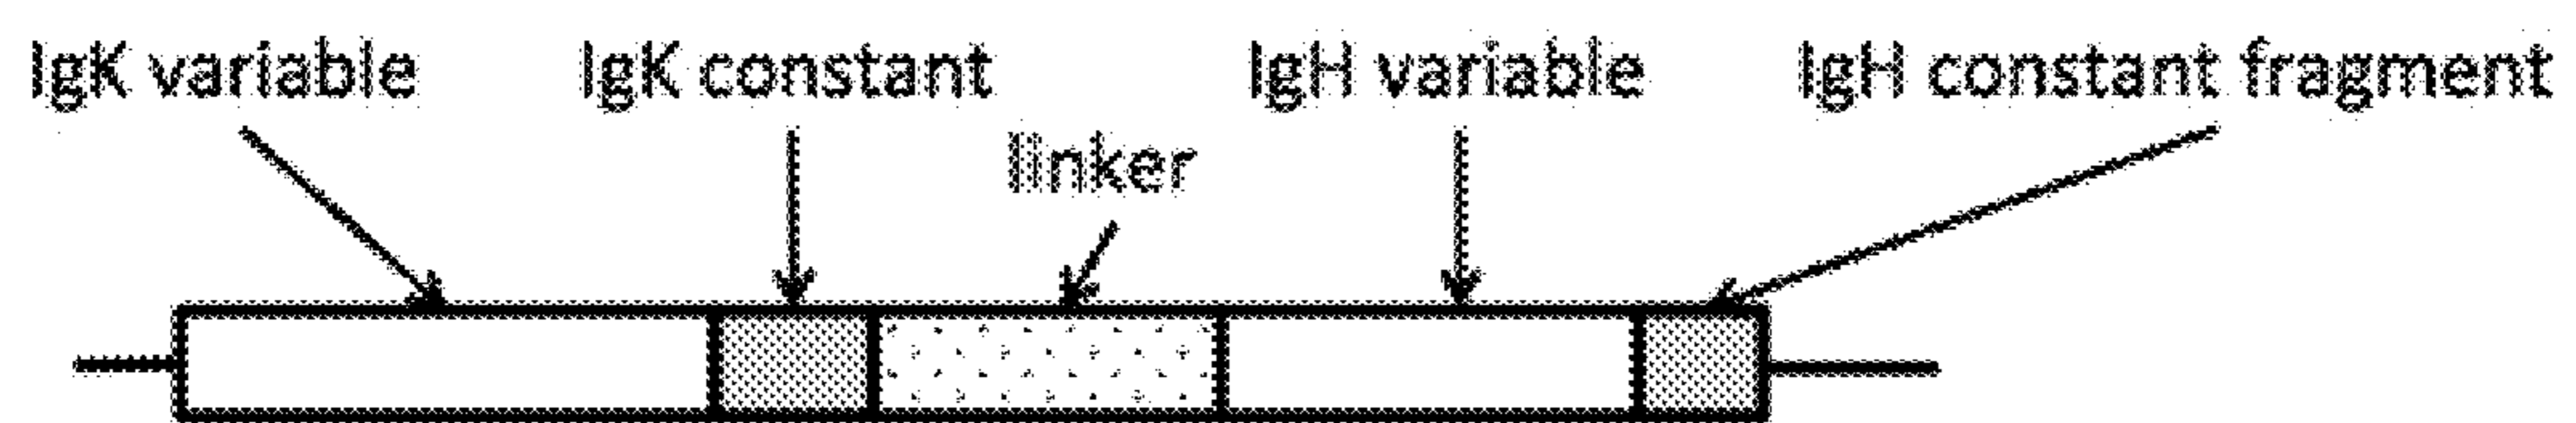 IgK variable IgK constant IgH variable IgH constant fragment
linker